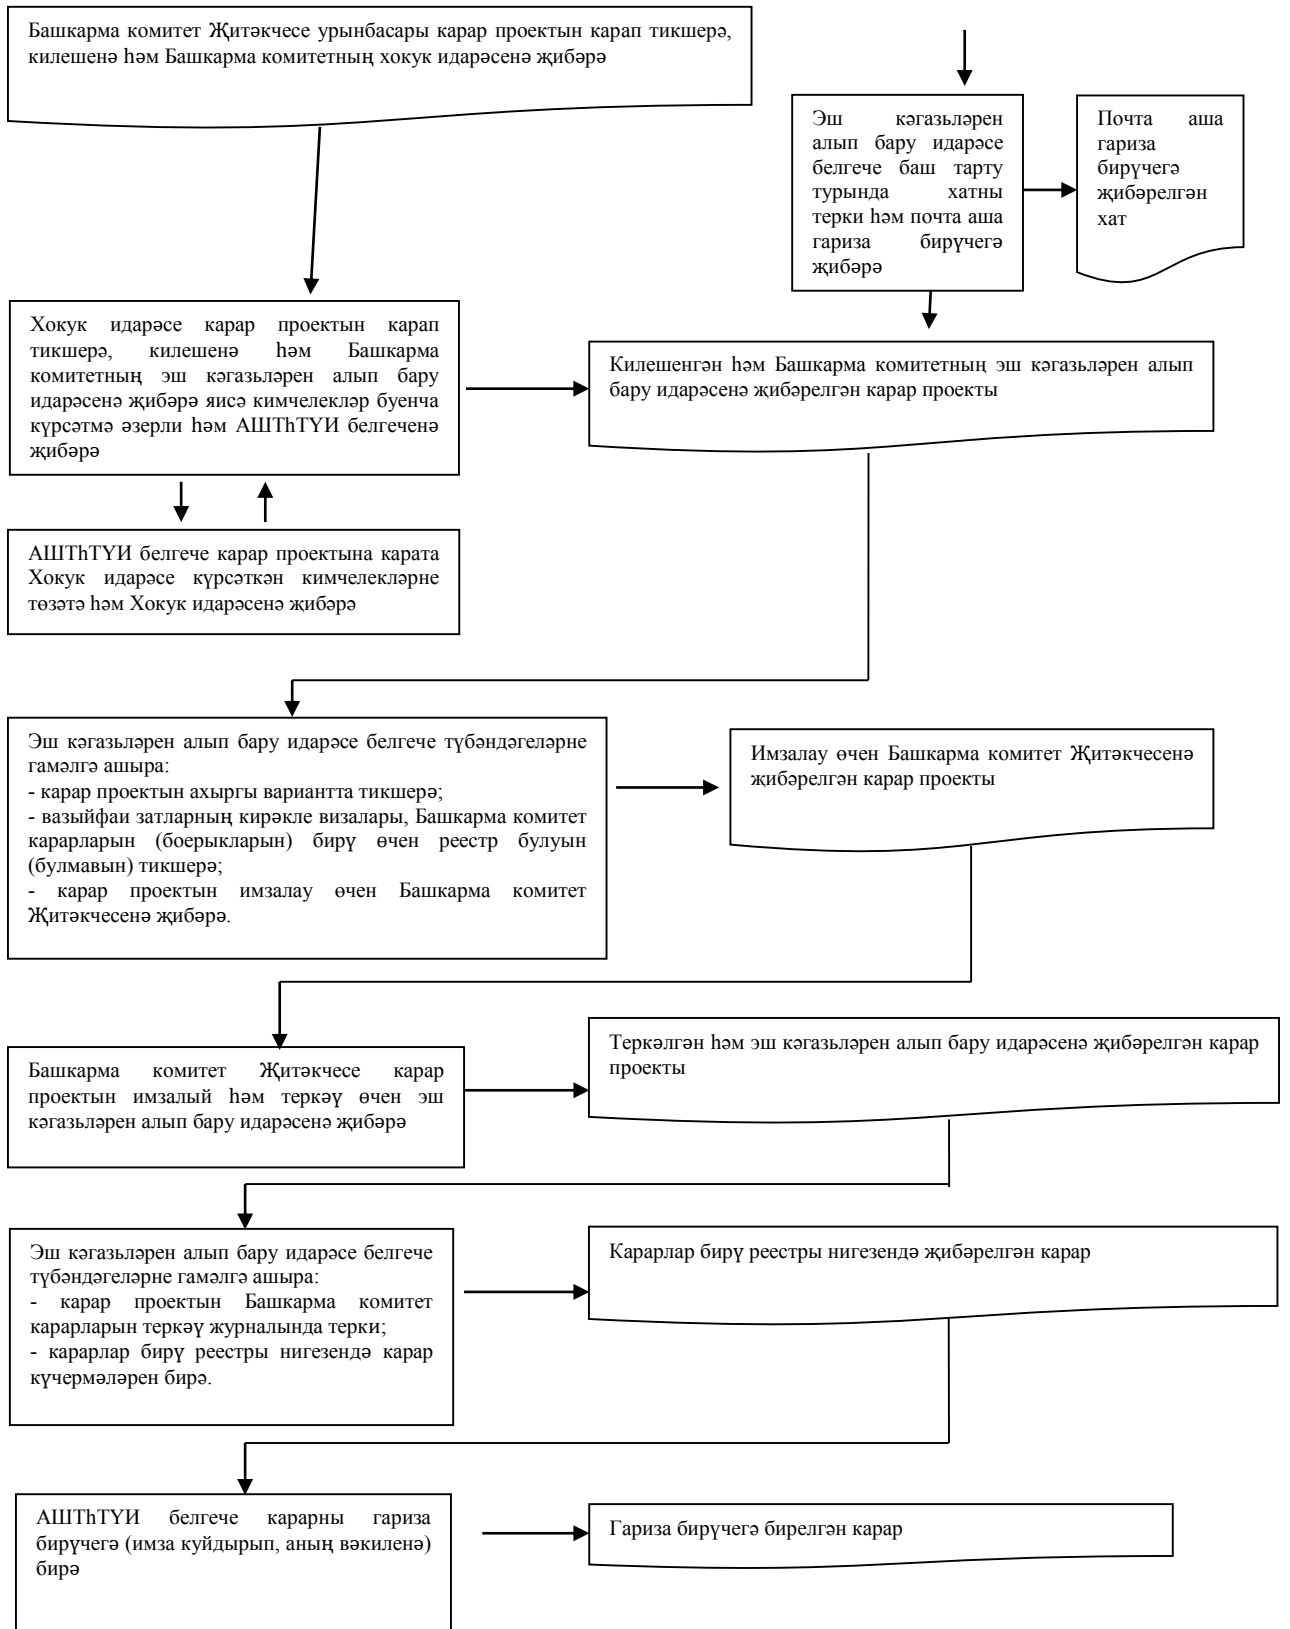 Башкарма комитет Җитәкчесе урынбасары карар проектын карап тикшерә,
килешенә һәм Башкарма комитетның хокук идарәсенә җибәрә
Эш кәгазьләрен
алып бару идарәсе
белгече баш тарту
турында хатны
терки һәм почта аша
гариза бирүчегә
җибәрә
Почта аша
гариза
бирүчегә
җибәрелгән
хат
Хокук идарәсе карар проектын карап
тикшерә, килешенә һәм Башкарма
комитетның эш кәгазьләрен алып бару
идарәсенә җибәрә яисә кимчелекләр буенча
күрсәтмә әзерли һәм АШТһТҮИ белгеченә
җибәрә
Килешенгән һәм Башкарма комитетның эш кәгазьләрен алып
бару идарәсенә җибәрелгән карар проекты
АШТһТҮИ белгече карар проектына карата
Хокук идарәсе күрсәткән кимчелекләрне
төзәтә һәм Хокук идарәсенә җибәрә
Эш кәгазьләрен алып бару идарәсе белгече түбәндәгеләрне
гамәлгә ашыра:
- карар проектын ахыргы вариантта тикшерә;
- вазыйфаи затларның кирәкле визалары, Башкарма комитет
карарларын (боерыкларын) бирү өчен реестр булуын
(булмавын) тикшерә;
- карар проектын имзалау өчен Башкарма комитет
Җитәкчесенә җибәрә.
Имзалау өчен Башкарма комитет Җитәкчесенә
җибәрелгән карар проекты
Башкарма комитет Җитәкчесе карар
проектын имзалый һәм теркәү өчен эш
кәгазьләрен алып бару идарәсенә җибәрә
Теркәлгән һәм эш кәгазьләрен алып бару идарәсенә җибәрелгән карар
проекты
Эш кәгазьләрен алып бару идарәсе белгече
түбәндәгеләрне гамәлгә ашыра:
- карар проектын Башкарма комитет
карарларын теркәү журналында терки;
- карарлар бирү реестры нигезендә карар
күчермәләрен бирә.
Карарлар бирү реестры нигезендә җибәрелгән карар
АШТһТҮИ белгече карарны гариза
бирүчегә (имза куйдырып, аның вәкиленә)
бирә
Гариза бирүчегә бирелгән карар